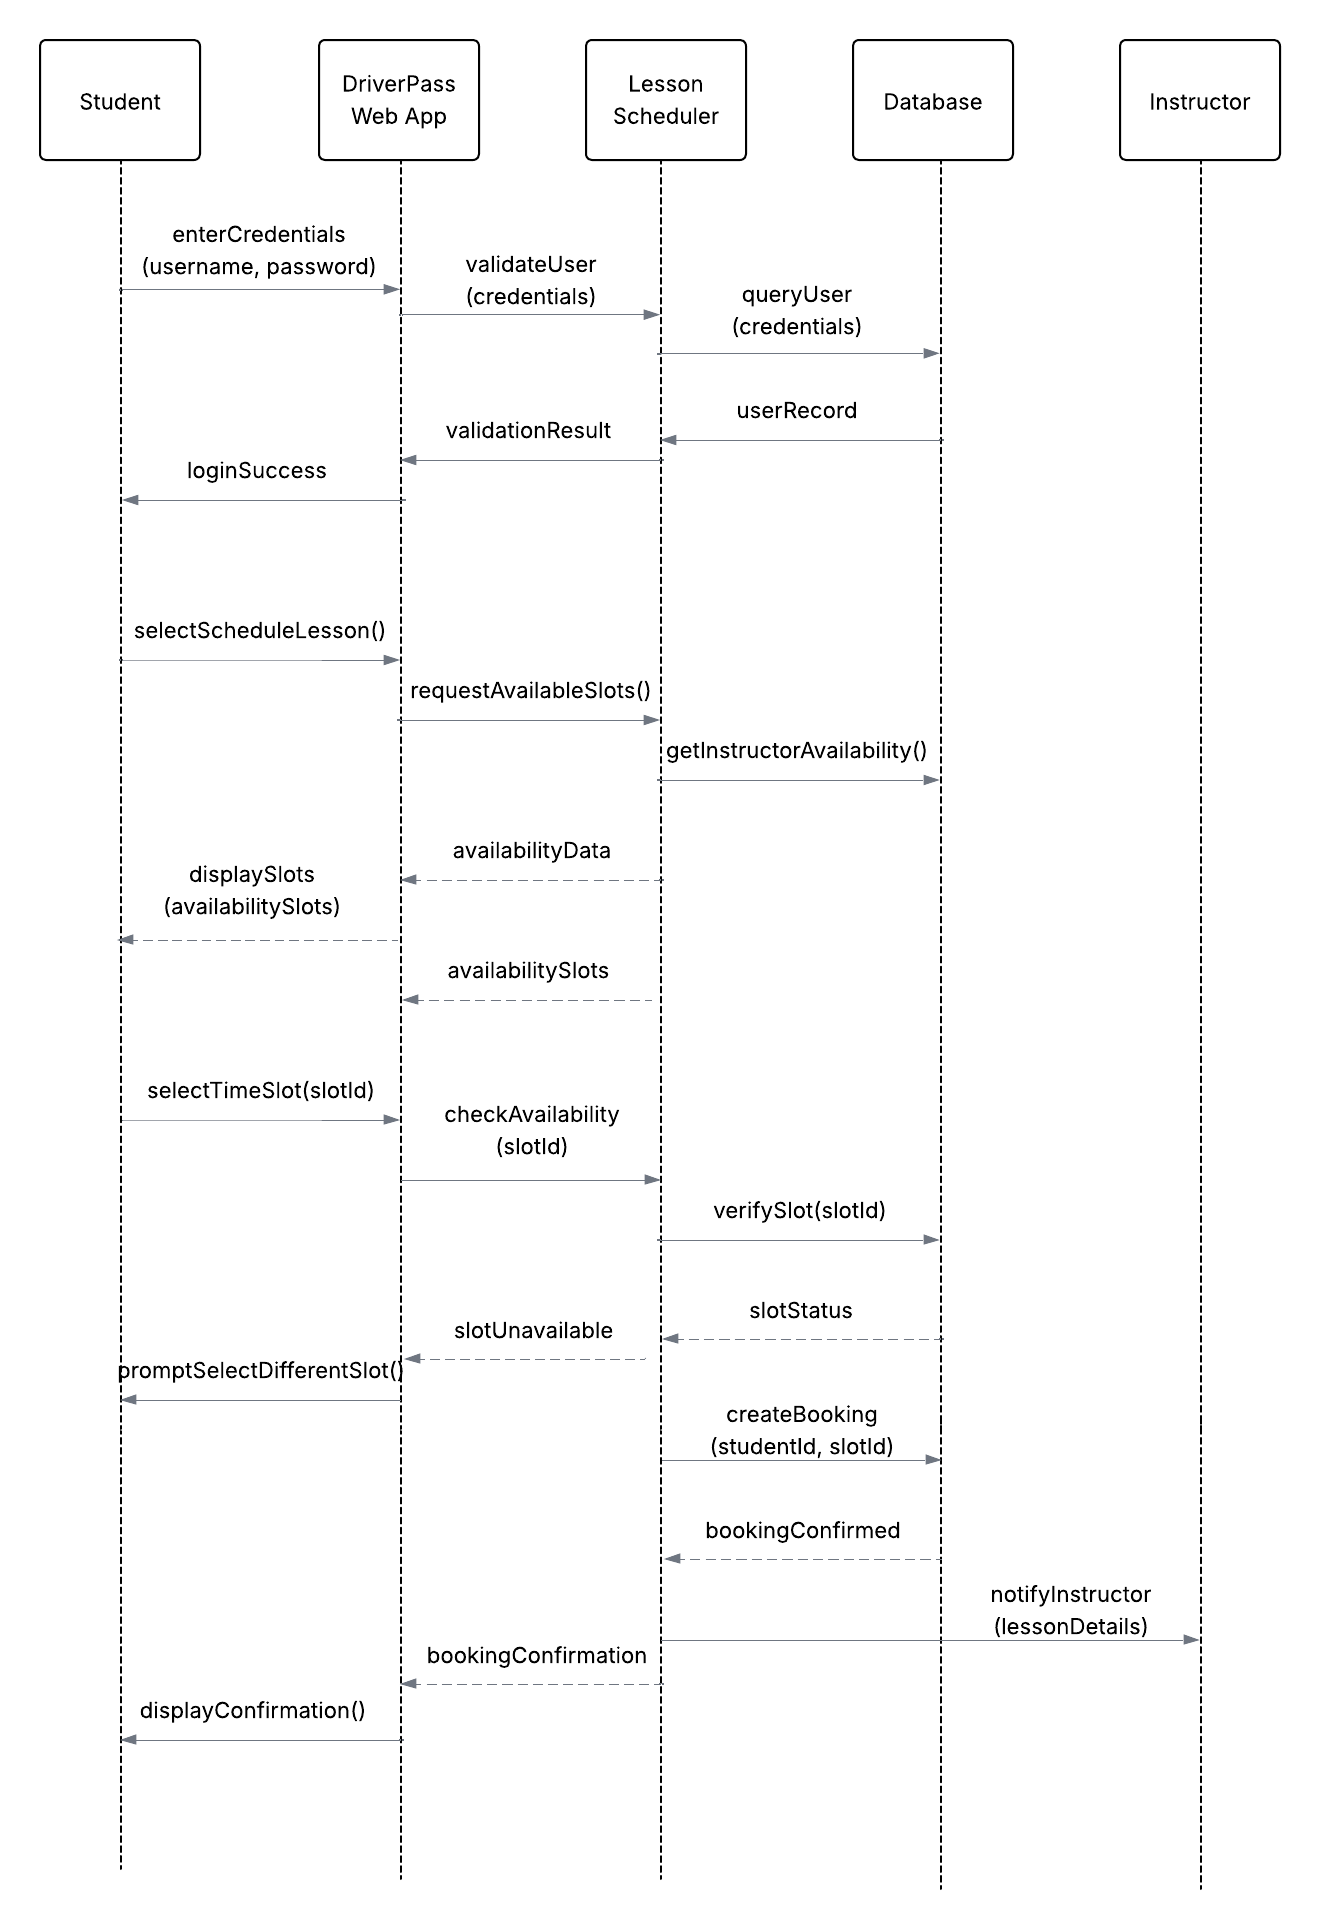 Student
DriverPass
Web App
Lesson
Scheduler
Database
Instructor
enterCredentials
(username, password)
validateUser
(credentials)
queryUser
(credentials)
userRecord
validationResult
loginSuccess
selectScheduleLesson()
requestAvailableSlots()
getInstructorAvailability()
availabilityData
displaySlots
(availabilitySlots)
availabilitySlots
selectTimeSlot(slotId)
checkAvailability
(slotId)
verifySlot(slotId)
slotStatus
slotUnavailable
promptSelectDifferentSlot()
createBooking
(studentId, slotId)
bookingConfirmed
notifyInstructor
(lessonDetails)
bookingConfirmation
displayConfirmation()